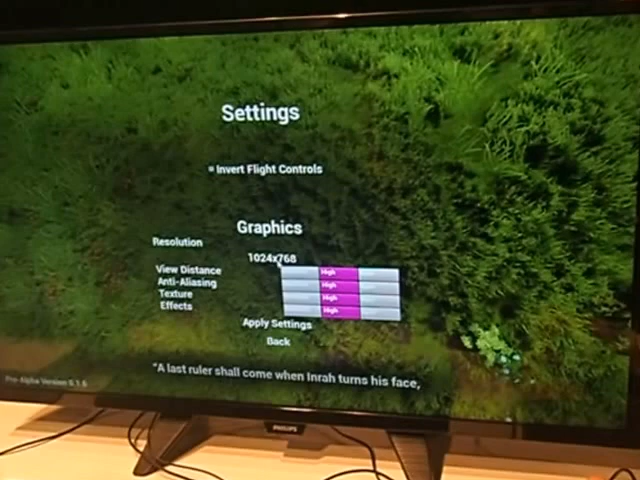 Settings
Invert Flight Controls
Graphics
Resolution
1024x768
View Distance High
Anti-Aliasing High
Texture High
Effects High
Apply Settings
Back
"A last ruler shall come when Inrah turns his face,
Pre-Alpha Version 0.1.6
PHILIPS